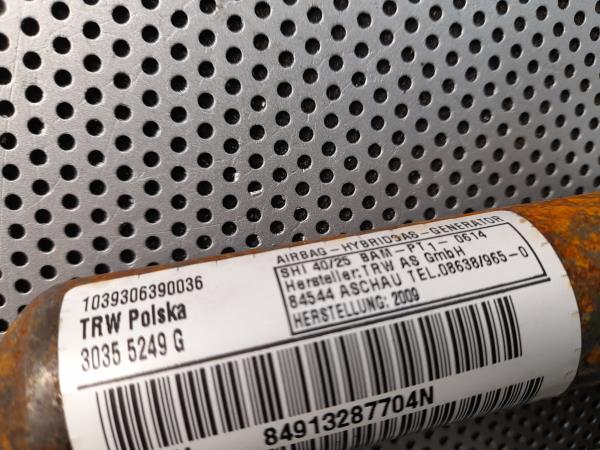 1039306390036
TRW Polska
3035 5249 G
AIRBAG-HYBRIDGAS-GENERATOR
SHI 40/25 BAM-PT1-0614
Hersteller:TRW AS GmbH
84544 ASCHAU TEL.08638/965-0
HERSTELLUNG: 2009
84913287704N